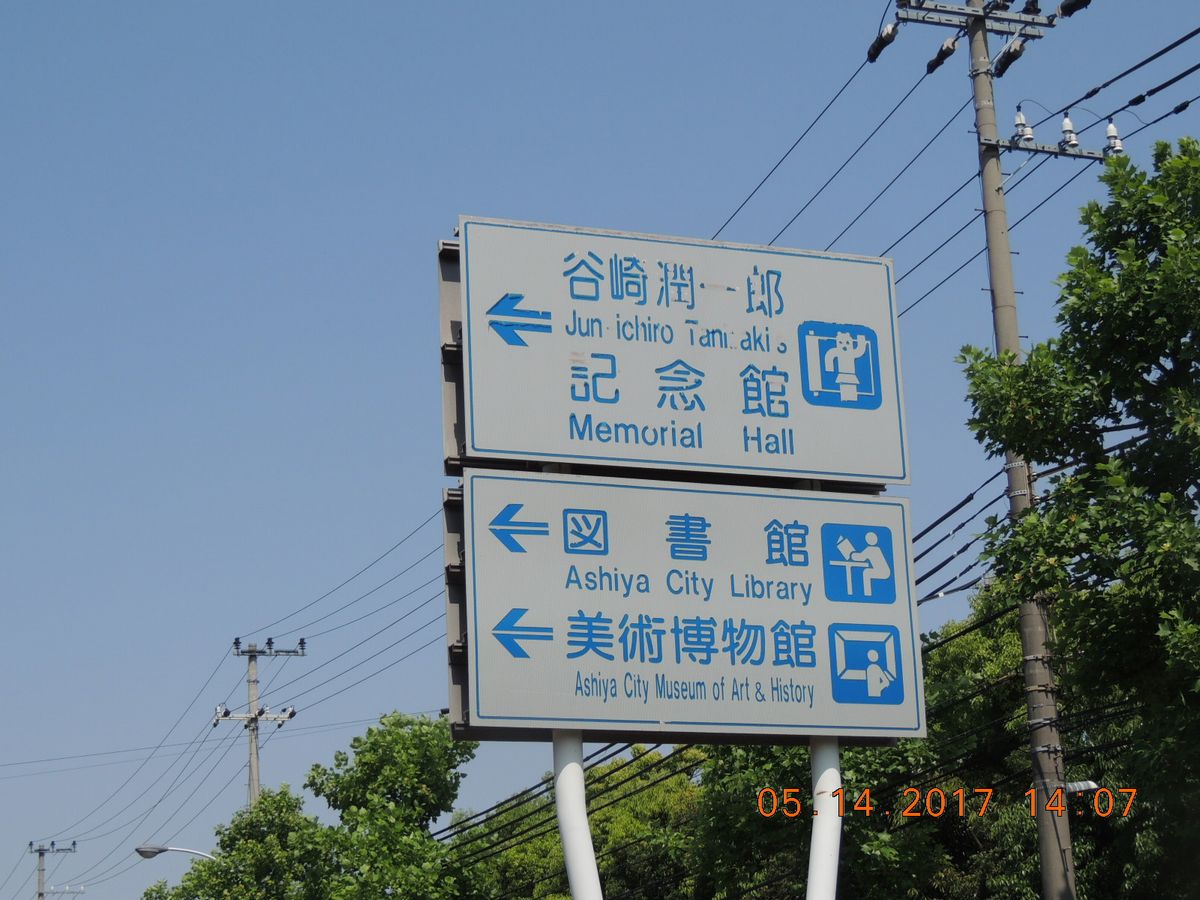 谷崎潤一郎
Jun-ichiro Tanizaki's
記念館
Memorial Hall
図書館
Ashiya City Library
美術博物館
Ashiya City Museum of Art & History
05.14.2017 14:07